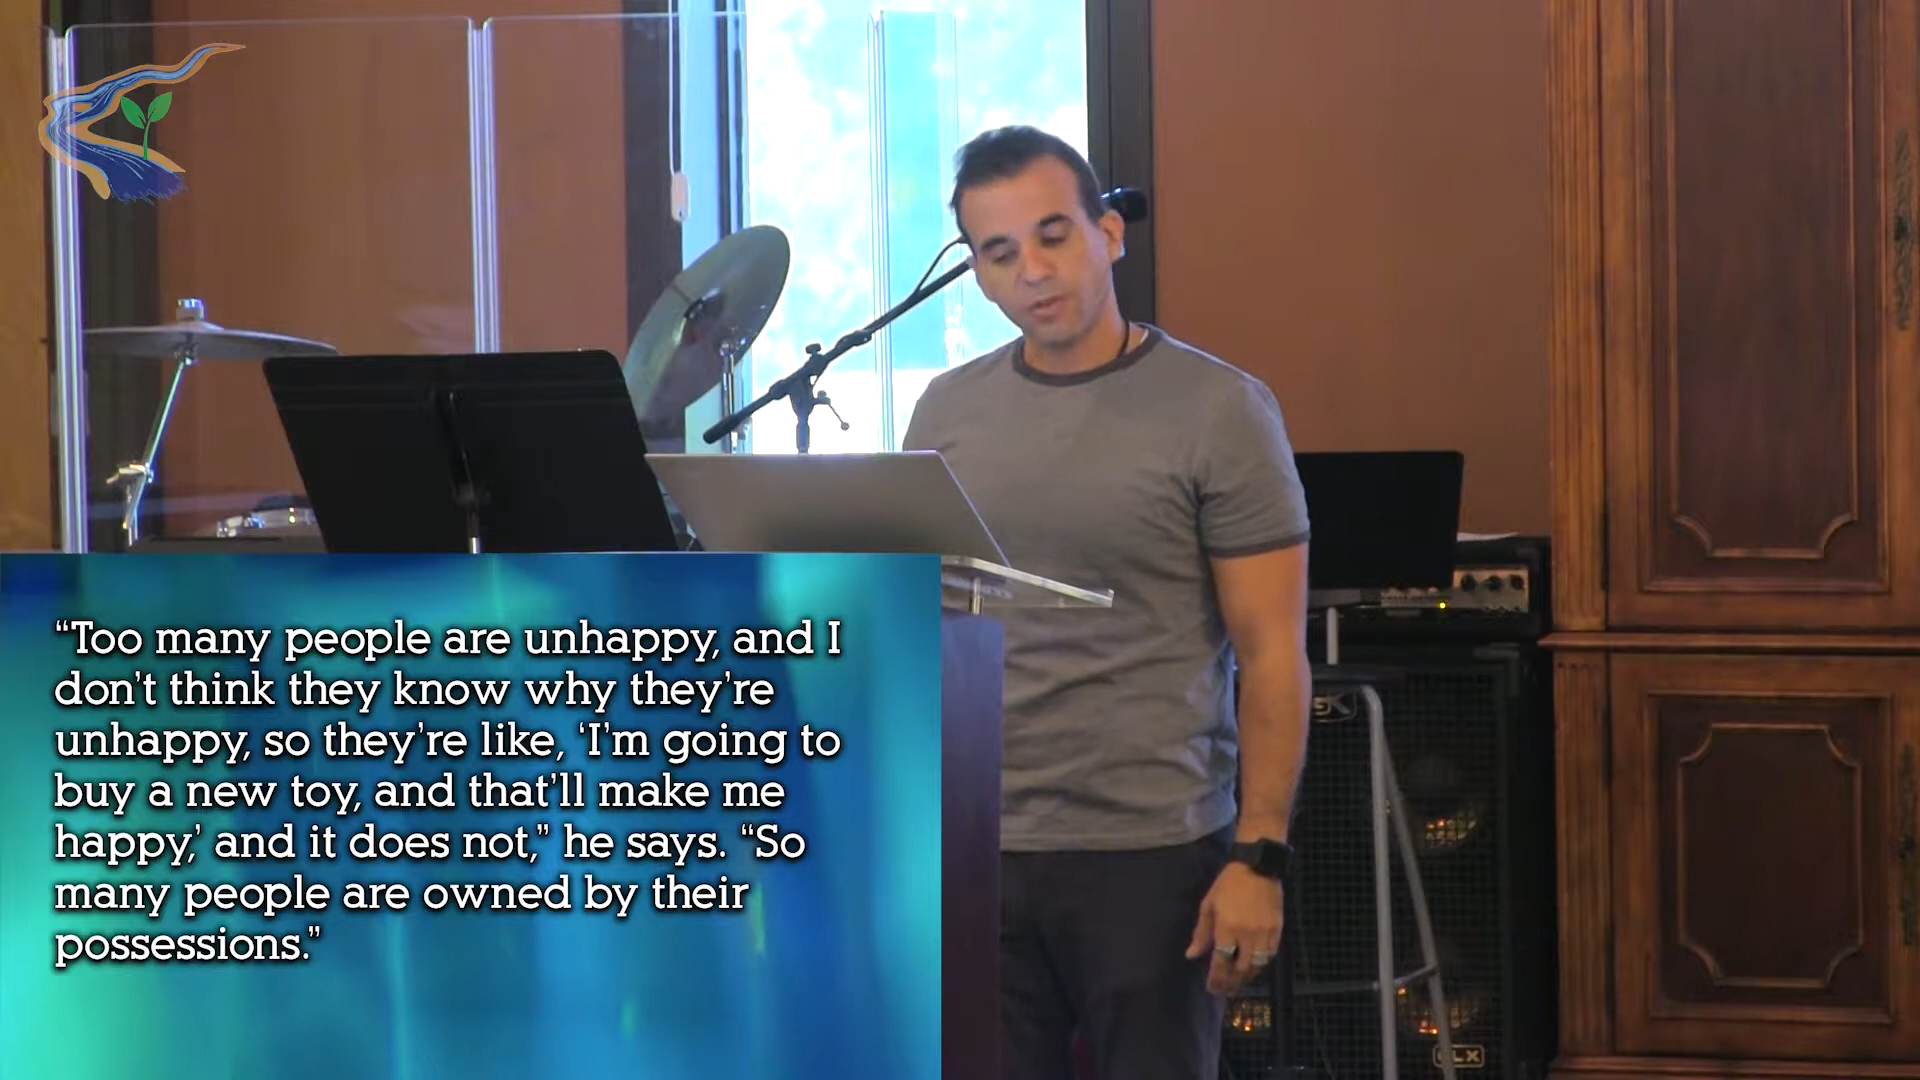 “Too many people are unhappy, and I
don’t think they know why they’re
unhappy, so they’re like, ‘I’m going to
buy a new toy, and that’ll make me
happy,’ and it does not,” he says. “So
many people are owned by their
possessions.”